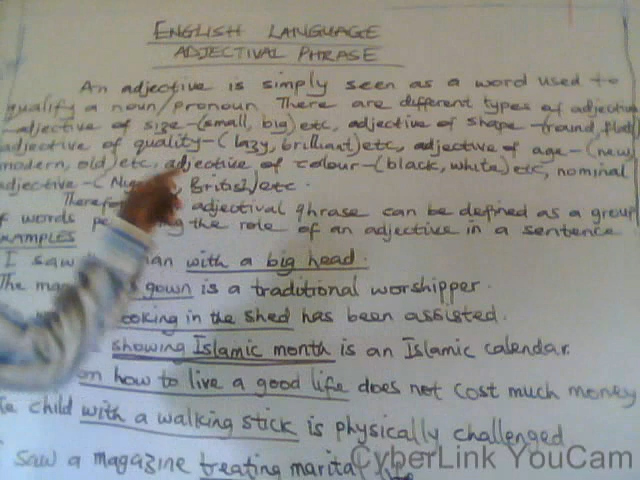 ENGLISH LANGUAGE
ADJECTIVAL PHRASE
An adjective is simply seen as a word used to
qualify a noun/pronoun. There are different types of adjective
-adjective of size-(small, big)etc, adjective of shape-(round, flat)
adjective of quality-(lazy, brilliant)etc, adjective of age-(new,
modern, old)etc, adjective of colour-(black, white)etc, nominal
adjective-( British)etc.
adjectival phrase can be defined as a group
of words the role of an adjective in a sentence
EXAMPLES
I saw with a big head.
The gown is a traditional worshipper.
in the shed has been assisted.
showing Islamic month is an Islamic calendar.
on how to live a good life does not cost much money
child with a walking stick is physically challenged
I saw a magazine treating marital life
CyberLink YouCam